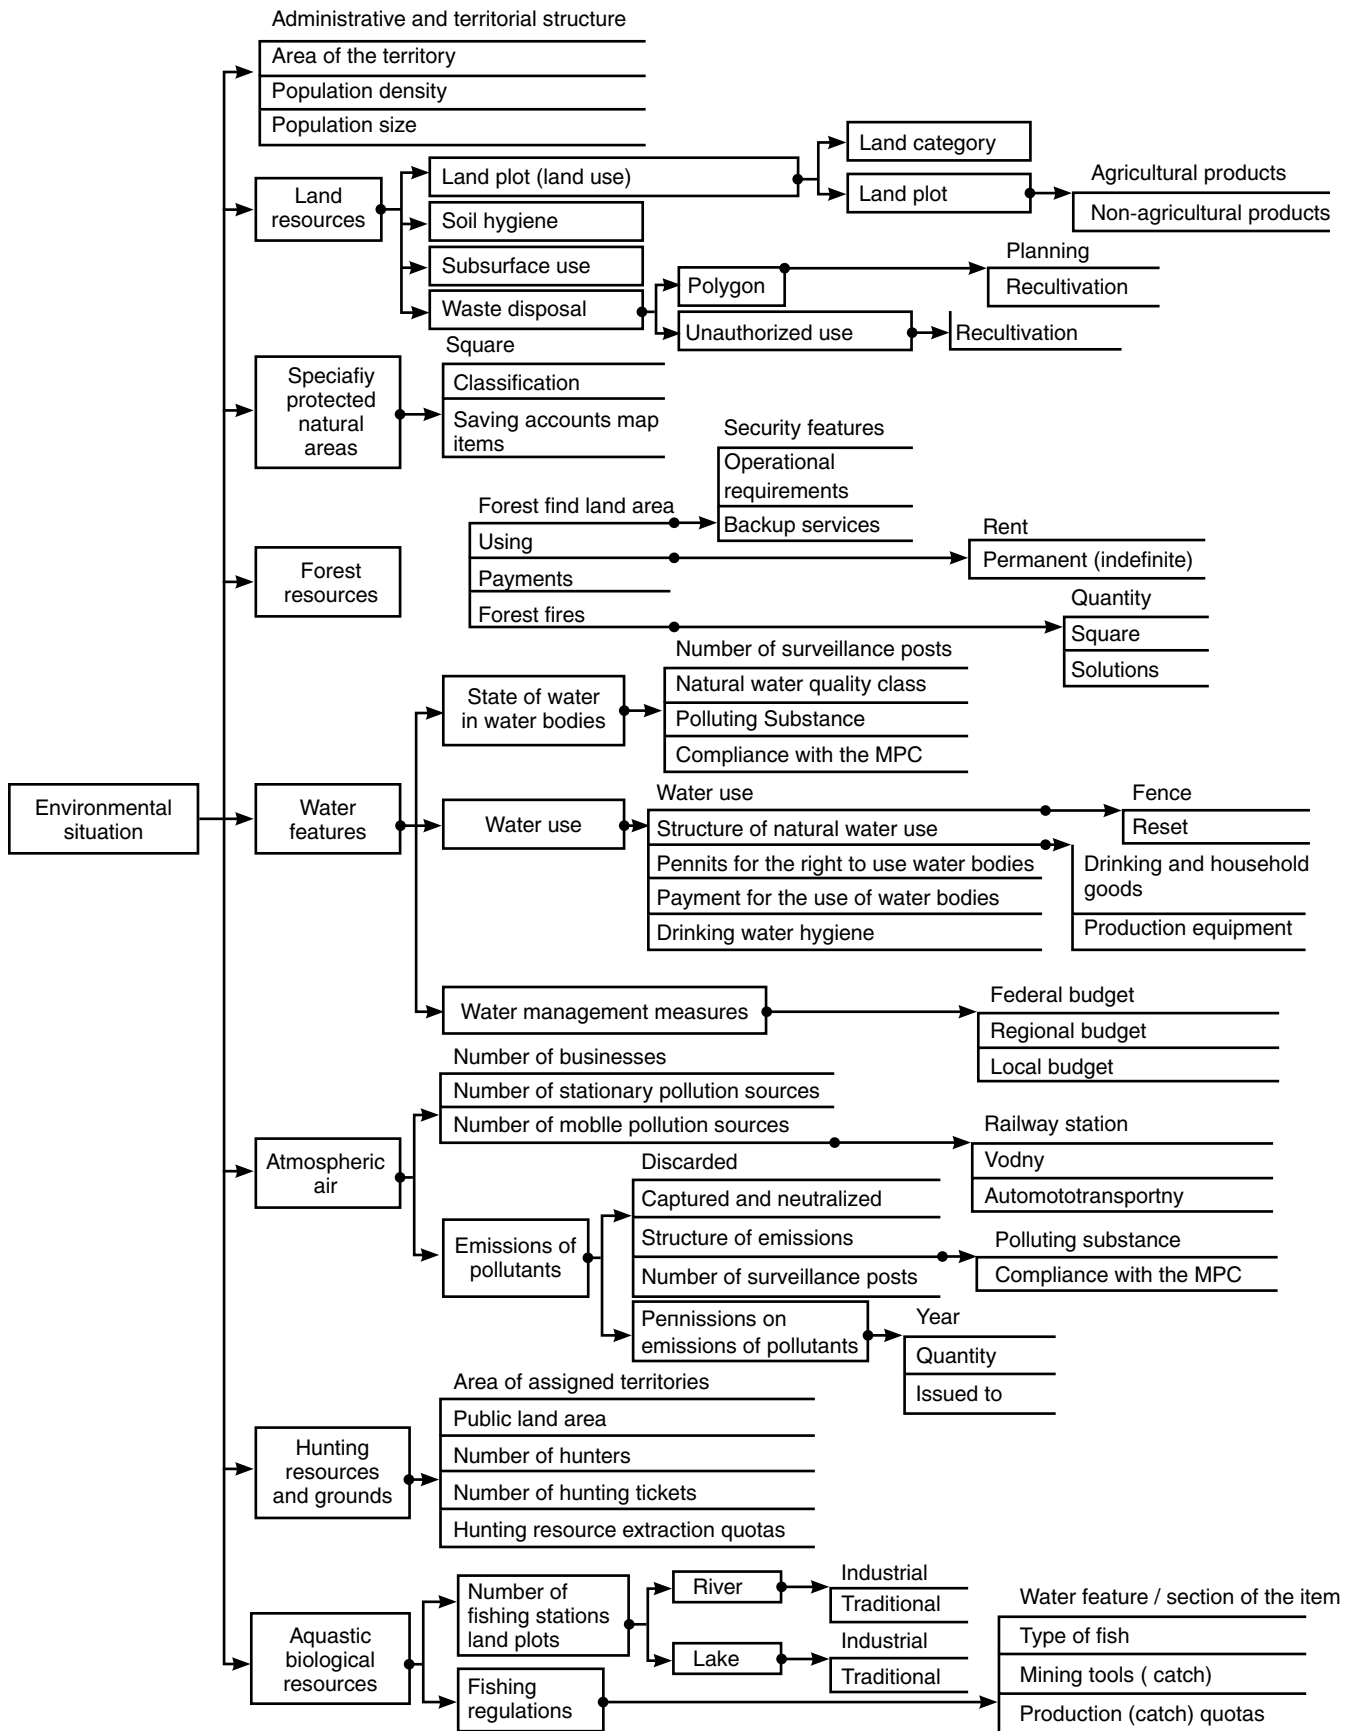 Administrative and territorial structure
Area of the territory
Population density
Population size
Land
resources
Land plot (land use)
Soil hygiene
Subsurface use
Waste disposal
Land category
Land plot
Agricultural products
Non-agricultural products
Polygon
Unauthorized use
Planning
Recultivation
Recultivation
Speciafiy
protected
natural
areas
Square
Classification
Saving accounts map
items
Forest
resources
Forest find land area
Using
Payments
Forest fires
Security features
Operational
requirements
Backup services
Rent
Permanent (indefinite)
Quantity
Square
Solutions
Environmental
situation
Water
features
State of water
in water bodies
Number of surveillance posts
Natural water quality class
Polluting Substance
Compliance with the MPC
Water use
Water use
Structure of natural water use
Pennits for the right to use water bodies
Payment for the use of water bodies
Drinking water hygiene
Fence
Reset
Drinking and household
goods
Production equipment
Water management measures
Federal budget
Regional budget
Local budget
Atmospheric
air
Number of businesses
Number of stationary pollution sources
Number of moblle pollution sources
Railway station
Vodny
Automototransportny
Emissions of
pollutants
Discarded
Captured and neutralized
Structure of emissions
Number of surveillance posts
Polluting substance
Compliance with the MPC
Peпnissions on
emissions of pollutants
Year
Quantity
Issued to
Hunting
resources
and grounds
Area of assigned territories
Public land area
Number of hunters
Number of hunting tickets
Hunting resource extraction quotas
Aquastic
biological
resources
Number of
fishing stations
land plots
River
Industrial
Traditional
Lake
Industrial
Traditional
Fishing
regulations
Water feature / section of the item
Type of fish
Mining tools ( catch)
Production (catch) quotas